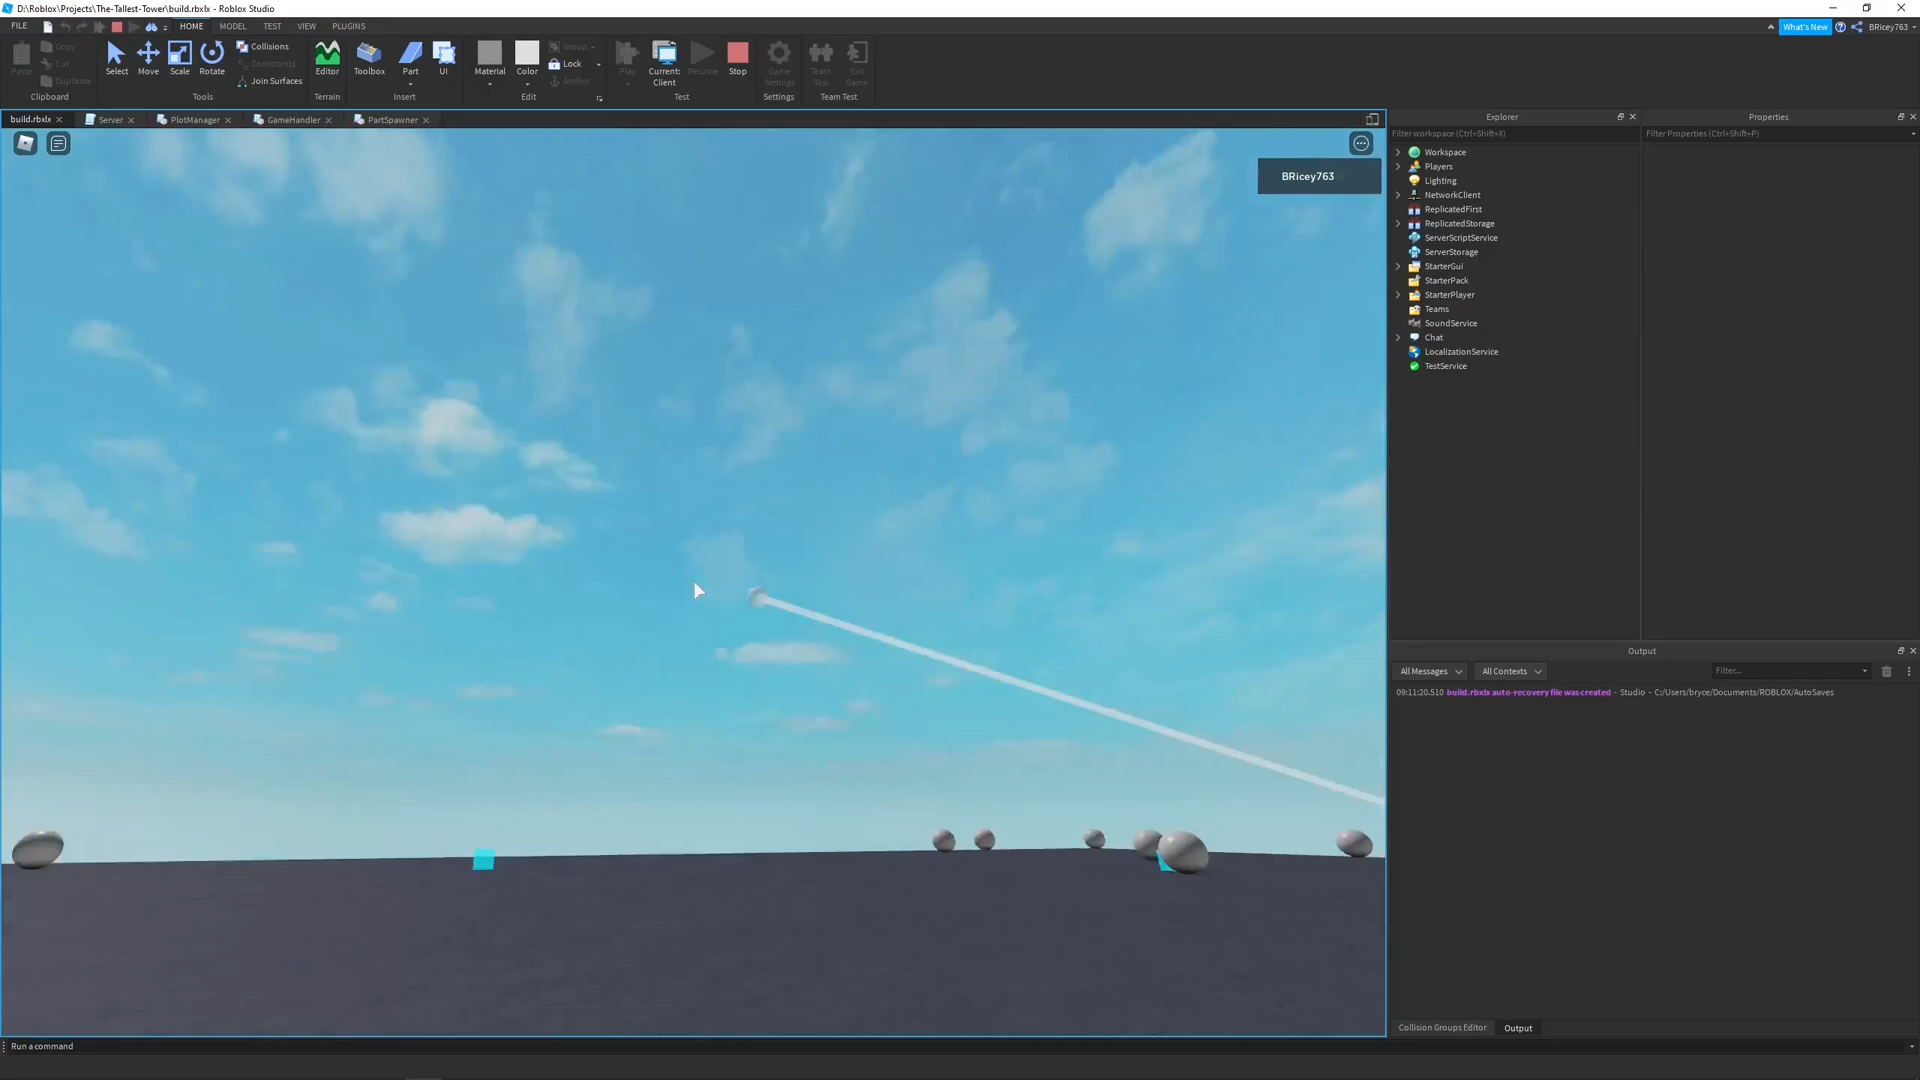 D:\Roblox\Projects\The-Tallest-Tower\build.rbxlx - Roblox Studio
FILE HOME MODEL TEST VIEW PLUGINS What's New BRicey763
Paste Copy Cut Duplicate Clipboard
Select Move Scale Rotate Collisions Constraints Join Surfaces Tools
Editor Terrain
Toolbox Part UI Insert
Material Color Group Lock Anchor Edit
Play Current: Client Resume Stop Test
Game Settings Settings
Team Test Exit Game Team Test
build.rbxlx Server PlotManager GameHandler PartSpawner
BRicey763
Explorer
Filter workspace (Ctrl+Shift+X)
Workspace
Players
Lighting
NetworkClient
ReplicatedFirst
ReplicatedStorage
ServerScriptService
ServerStorage
StarterGui
StarterPack
StarterPlayer
Teams
SoundService
Chat
LocalizationService
TestService
Properties
Filter Properties (Ctrl+Shift+P)
Output
All Messages All Contexts Filter...
09:11:20.510 build.rbxlx auto-recovery file was created - Studio - C:/Users/bryce/Documents/ROBLOX/AutoSaves
Collision Groups Editor Output
Run a command